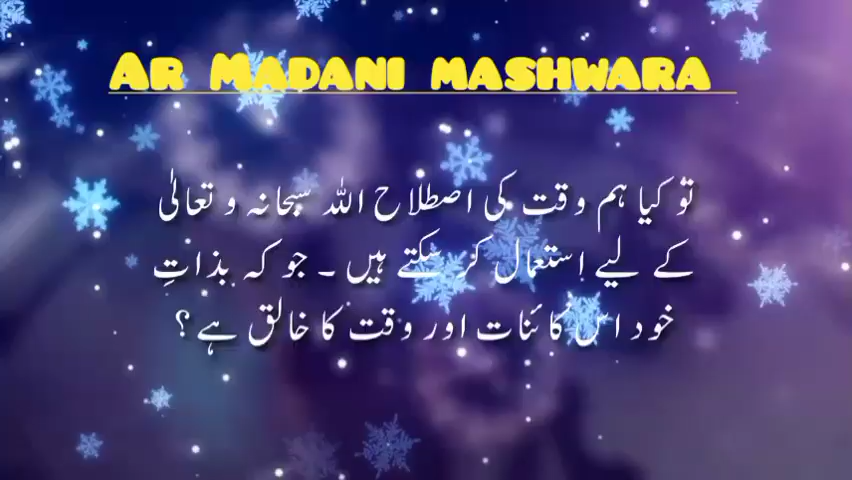 AR MADANI MASHWARA
تو کیا ہم وقت کی اصطلاح اللہ سبحانہ و تعالیٰ
کے لیے استعمال کر سکتے ہیں ۔ جو کہ بذاتِ
خود اس کائنات اور وقت کا خالق ہے ؟